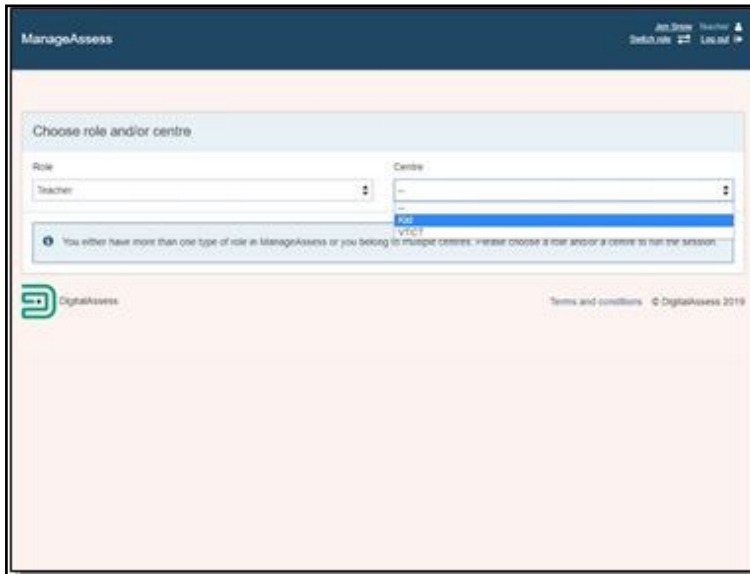 ManageAssess
Jon Snow Teacher
Switch role Log out
Choose role and/or centre
Role Centre
Teacher --
--
Kid
VTCT
You either have more than one type of role in ManageAssess or you belong to multiple centres. Please choose a role and/or a centre to run the session.
DigitalAssess Terms and conditions © DigitalAssess 2019